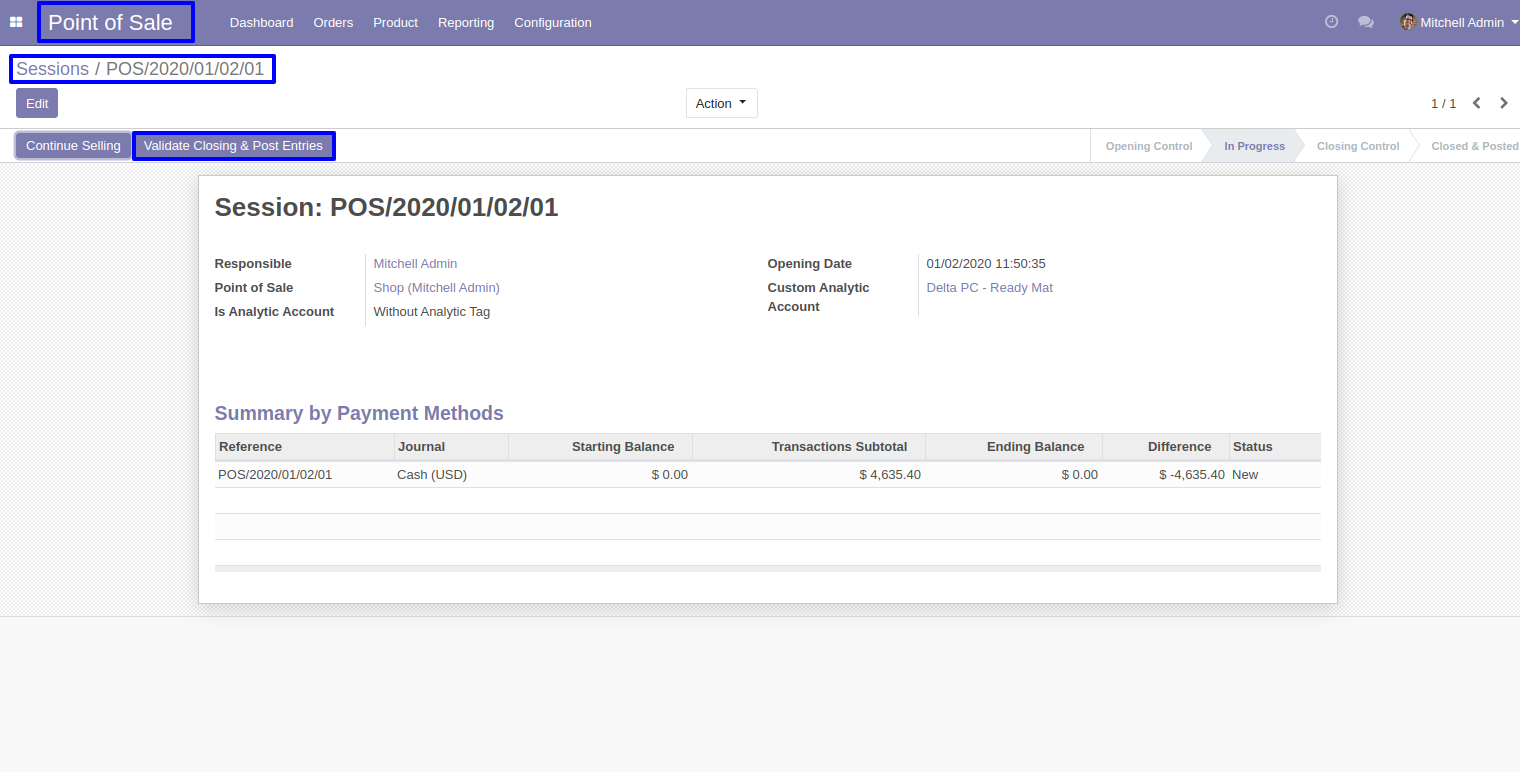 Point of Sale Dashboard Orders Product Reporting Configuration Mitchell Admin
Sessions / POS/2020/01/02/01
Edit Action 1 / 1
Continue Selling Validate Closing & Post Entries Opening Control In Progress Closing Control Closed & Posted
Session: POS/2020/01/02/01
Responsible Mitchell Admin Opening Date 01/02/2020 11:50:35
Point of Sale Shop (Mitchell Admin) Custom Analytic Delta PC - Ready Mat
Account
Is Analytic Account Without Analytic Tag
Summary by Payment Methods
Reference Journal Starting Balance Transactions Subtotal Ending Balance Difference Status
POS/2020/01/02/01 Cash (USD) $ 0.00 $ 4,635.40 $ 0.00 $ -4,635.40 New